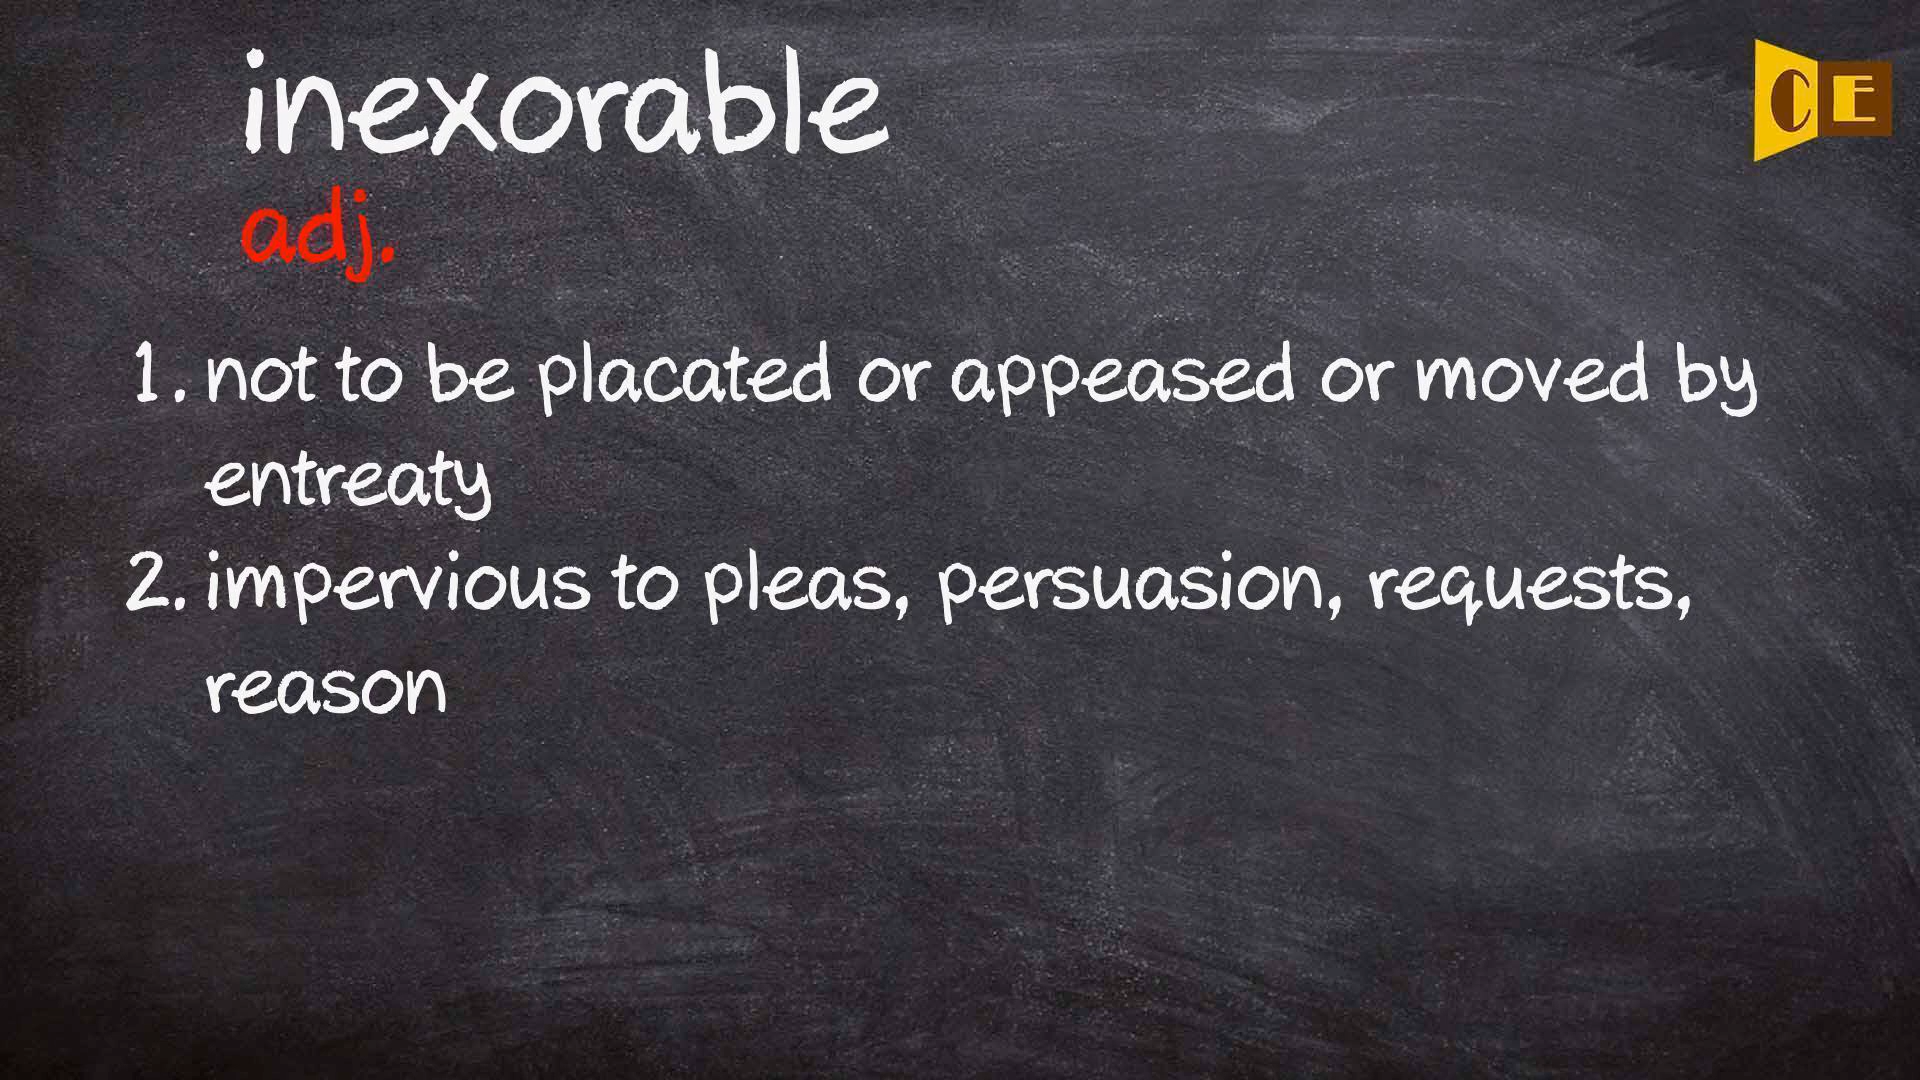 inexorable
CE
adj.
1. not to be placated or appeased or moved by
entreaty
2. impervious to pleas, persuasion, requests,
reason